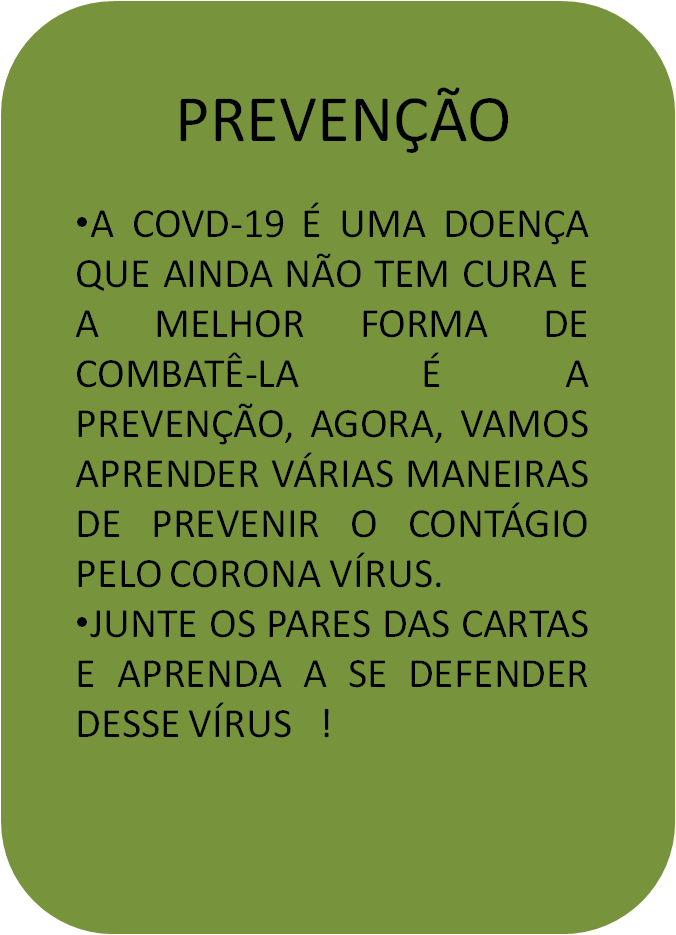 PREVENÇÃO
•A COVD-19 É UMA DOENÇA
QUE AINDA NÃO TEM CURA E
A MELHOR FORMA DE
COMBATÊ-LA É A
PREVENÇÃO, AGORA, VAMOS
APRENDER VÁRIAS MANEIRAS
DE PREVENIR O CONTÁGIO
PELO CORONA VÍRUS.
•JUNTE OS PARES DAS CARTAS
E APRENDA A SE DEFENDER
DESSE VÍRUS !